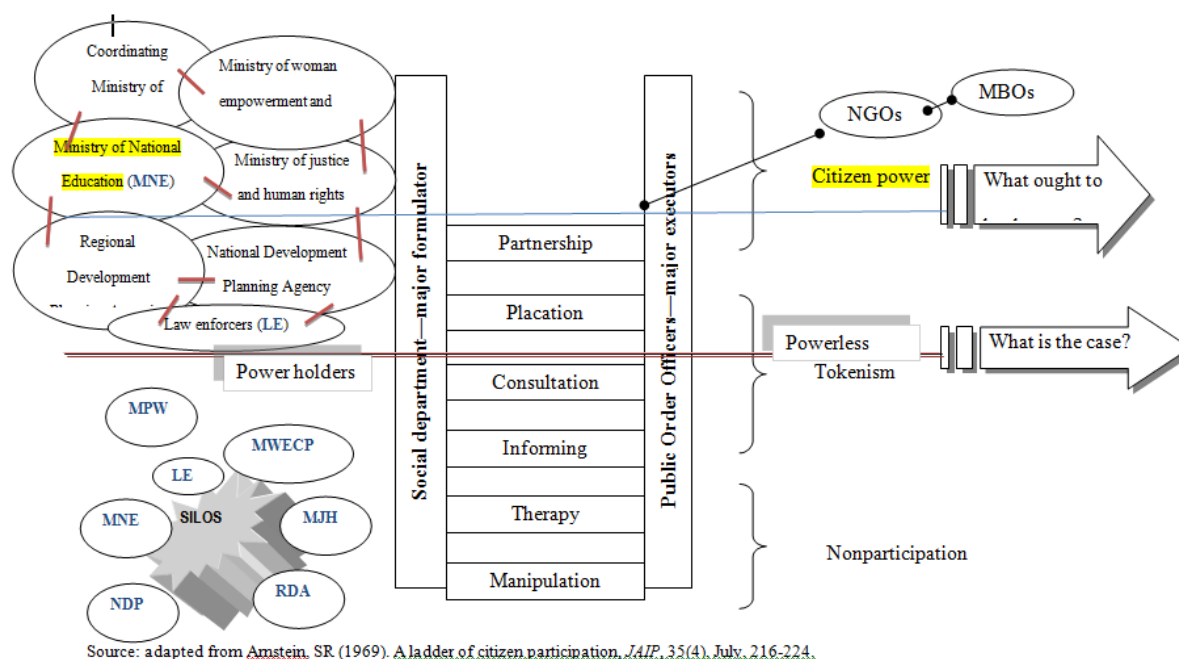 Coordinating
Ministry of
Ministry of woman
empowerment and
Ministry of National
Education (MNE)
Ministry of justice
and human rights
Regional
Development
National Development
Planning Agency
Law enforcers (LE)
Power holders
MPW
MWECP
LE
SILOS
MNE
MJH
NDP
RDA
Social department—major formulator
Partnership
Placation
Consultation
Informing
Therapy
Manipulation
Public Order Officers—major executors
NGOs
MBOs
Citizen power
What ought to
Powerless
Tokenism
What is the case?
Nonparticipation
Source: adapted from Arnstein, SR (1969). A ladder of citizen participation, JAIP, 35(4), July, 216-224.